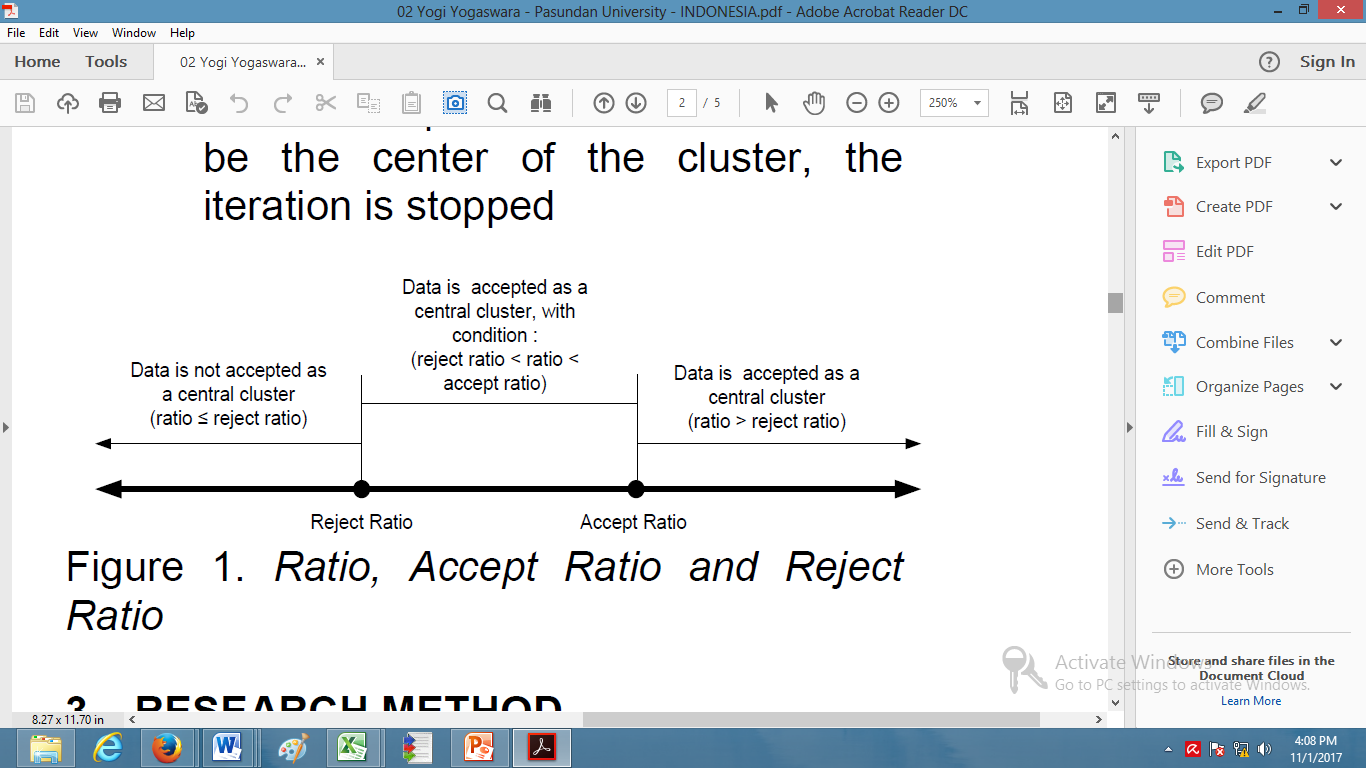 02 Yogi Yogaswara - Pasundan University - INDONESIA.pdf - Adobe Acrobat Reader DC
File Edit View Window Help
Home Tools 02 Yogi Yogaswara... × Sign In
2 / 5 250%
be the center of the cluster, the
iteration is stopped
Data is accepted as a
central cluster, with
condition :
(reject ratio < ratio <
accept ratio)
Data is not accepted as
a central cluster
(ratio ≤ reject ratio)
Data is accepted as a
central cluster
(ratio > reject ratio)
Reject Ratio
Accept Ratio
Figure 1. Ratio, Accept Ratio and Reject
Ratio
8.27 x 11.70 in
Export PDF
Create PDF
Edit PDF
Comment
Combine Files
Organize Pages
Fill & Sign
Send for Signature
Send & Track
More Tools
Store and share files in the
Document Cloud
Learn More
Activate Windows
Go to PC settings to activate Windows.
4:08 PM
11/1/2017